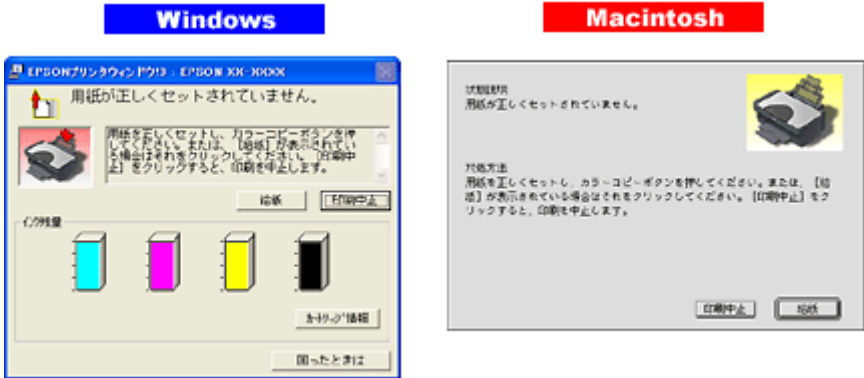 Windows
EPSONプリンタウィンドウ!3 : EPSON XX-XXXX
用紙が正しくセットされていません。
用紙を正しくセットし、カラーコピーボタンを押
してください。または、［給紙］が表示されてい
る場合はそれをクリックしてください。［印刷中
止］をクリックすると、印刷を中止します。
給紙
印刷中止
インク残量
カートリッジ情報
困ったときは
Macintosh
状態説明
用紙が正しくセットされていません。
対処方法
用紙を正しくセットし、カラーコピーボタンを押してください。または、［給
紙］が表示されている場合はそれをクリックしてください。［印刷中止］をク
リックすると、印刷を中止します。
印刷中止
給紙